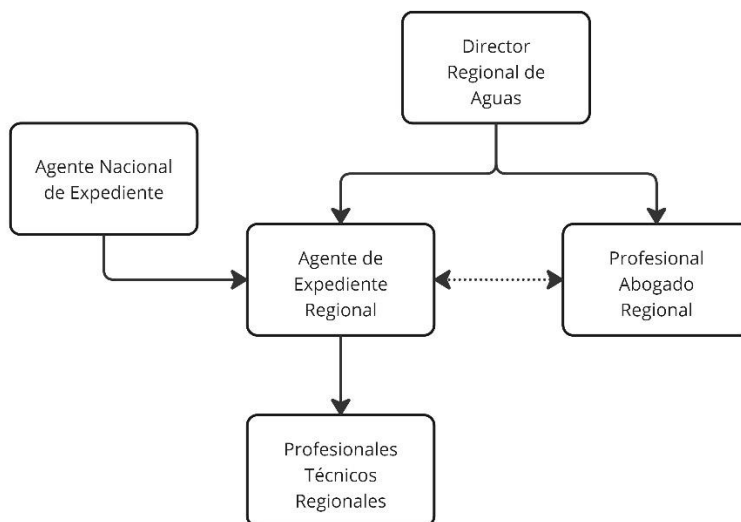 Director
Regional de
Aguas
Agente Nacional
de Expediente
Agente de
Expediente
Regional
Profesional
Abogado
Regional
Profesionales
Técnicos
Regionales